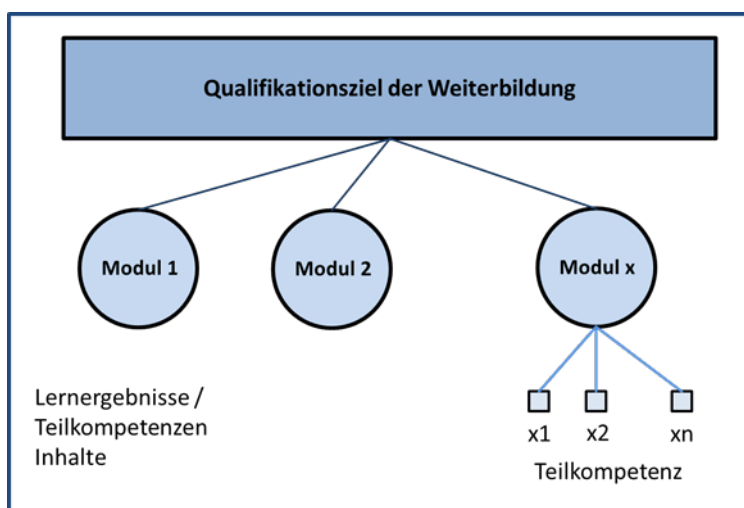 Qualifikationsziel der Weiterbildung
Modul 1
Modul 2
Modul x
Lernergebnisse /
Teilkompetenzen
Inhalte
x1
x2
xn
Teilkompetenz